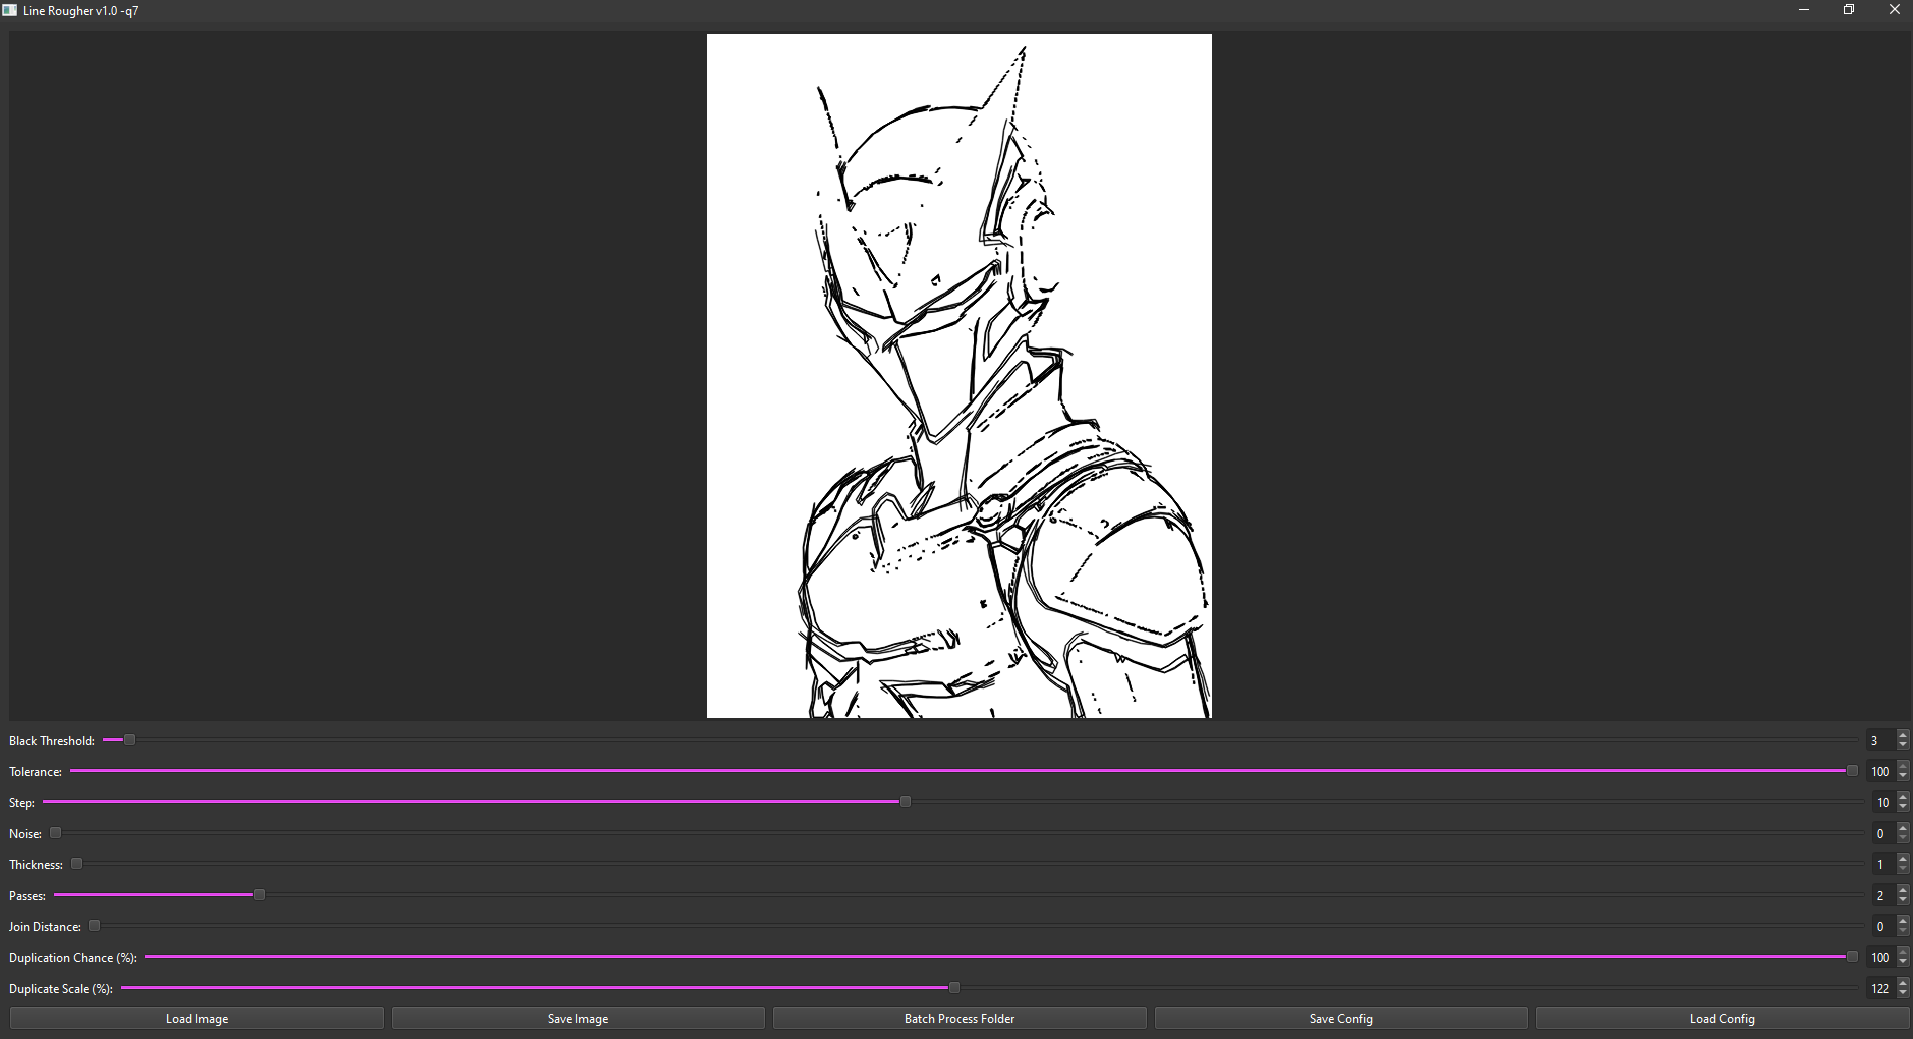 Line Rougher v1.0 -q7
Black Threshold: 3
Tolerance: 100
Step: 10
Noise: 0
Thickness: 1
Passes: 2
Join Distance: 0
Duplication Chance (%): 100
Duplicate Scale (%): 122
Load Image Save Image Batch Process Folder Save Config Load Config